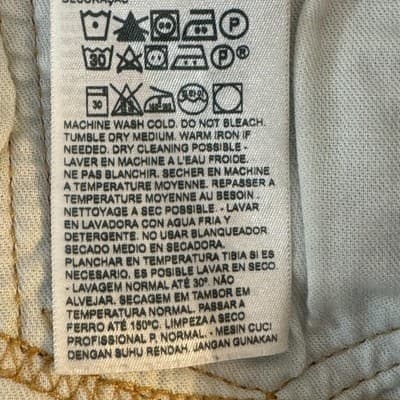 DECORAÇÃO
P
30 P ®
30
MACHINE WASH COLD. DO NOT BLEACH.
TUMBLE DRY MEDIUM. WARM IRON IF
NEEDED. DRY CLEANING POSSIBLE -
LAVER EN MACHINE A L'EAU FROIDE.
NE PAS BLANCHIR. SECHER EN MACHINE
A TEMPERATURE MOYENNE. REPASSER A
TEMPERATURE MOYENNE AU BESOIN.
NETTOYAGE A SEC POSSIBLE. - LAVAR
EN LAVADORA CON AGUA FRIA Y
DETERGENTE. NO USAR BLANQUEADOR
SECADO MEDIO EN SECADORA.
PLANCHAR EN TEMPERATURA TIBIA SI ES
NECESARIO, ES POSIBLE LAVAR EN SECO
- LAVAGEM NORMAL ATÉ 30º. NÃO
ALVEJAR. SECAGEM EM TAMBOR EM
TEMPERATURA NORMAL. PASSAR A
FERRO ATÉ 150ºC. LIMPEZA A SECO
PROFISSIONAL P, NORMAL. - MESIN CUCI
DENGAN SUHU RENDAH, JANGAN GUNAKAN